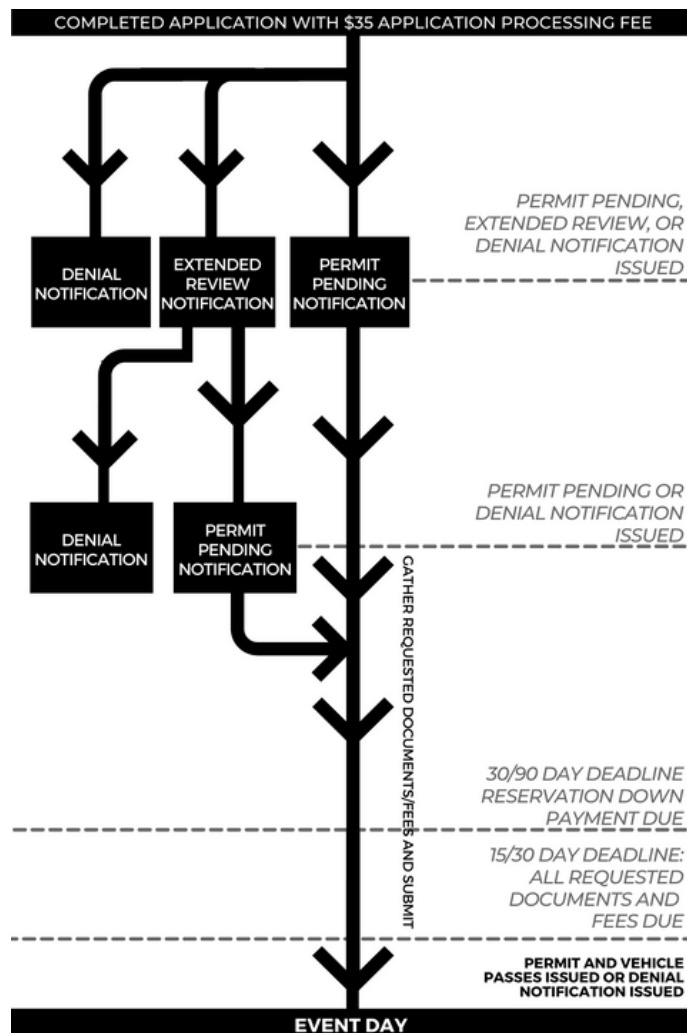 COMPLETED APPLICATION WITH $35 APPLICATION PROCESSING FEE
PERMIT PENDING,
EXTENDED REVIEW, OR
DENIAL NOTIFICATION
ISSUED
DENIAL
NOTIFICATION
EXTENDED
REVIEW
NOTIFICATION
PERMIT
PENDING
NOTIFICATION
PERMIT PENDING OR
DENIAL NOTIFICATION
ISSUED
DENIAL
NOTIFICATION
PERMIT
PENDING
NOTIFICATION
GATHER REQUESTED DOCUMENTS/FEES AND SUBMIT
30/90 DAY DEADLINE
RESERVATION DOWN
PAYMENT DUE
15/30 DAY DEADLINE:
ALL REQUESTED
DOCUMENTS AND
FEES DUE
PERMIT AND VEHICLE
PASSES ISSUED OR DENIAL
NOTIFICATION ISSUED
EVENT DAY